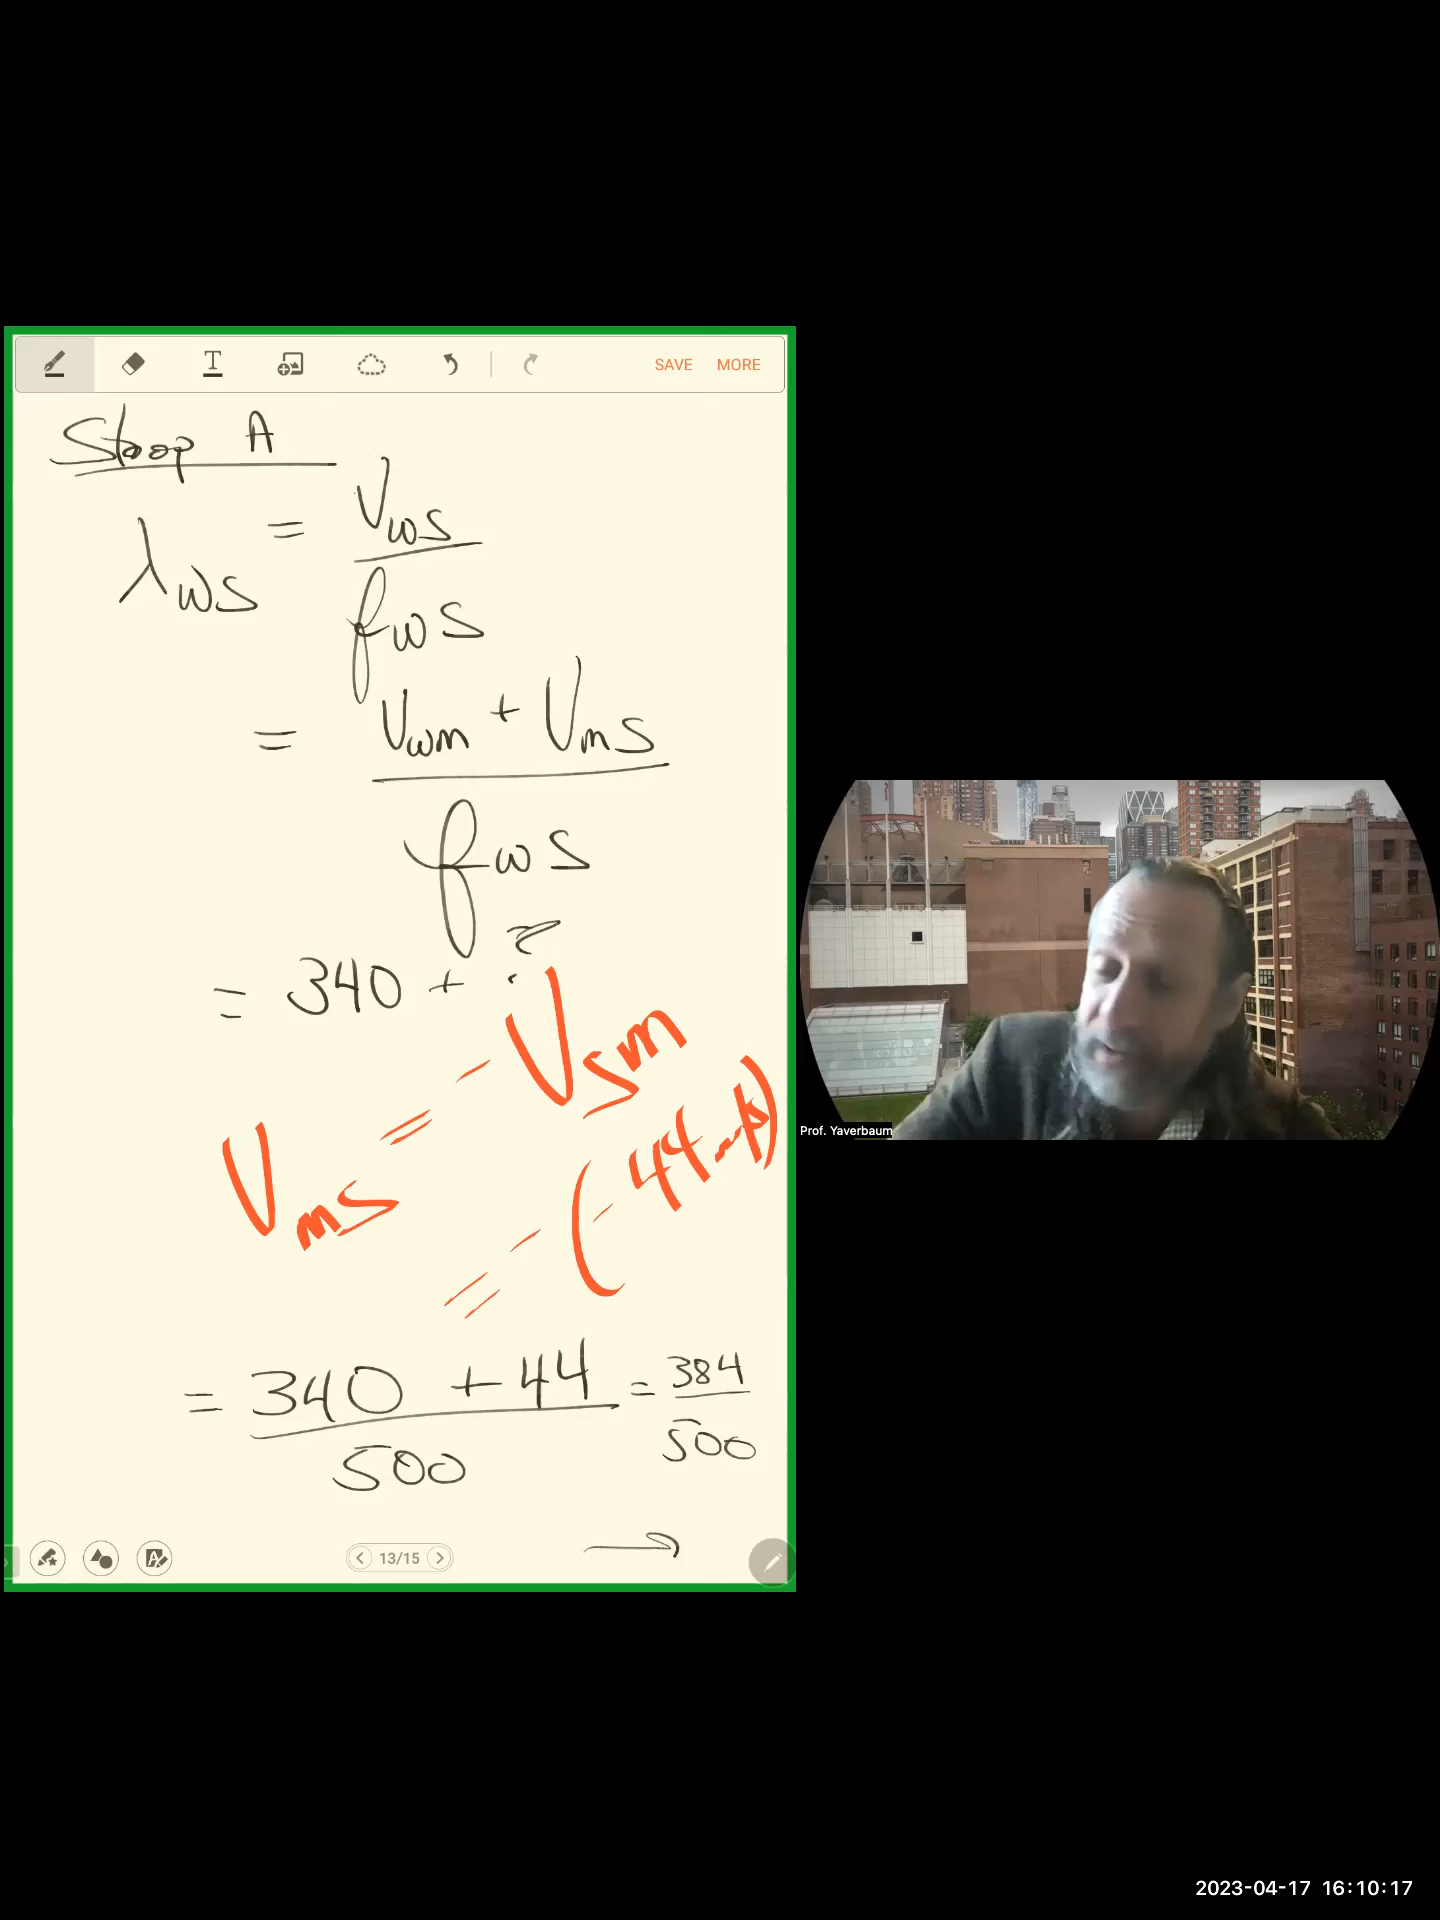 T
SAVE MORE
Stoop A
λws = Vws
fws
= Vwm + Vms
fws
= 340 + ?
Vms = - Vsm
= - (- 44 m/s)
= 340 + 44 = 384
500 500
→
13/15
Prof. Yaverbaum
2023-04-17 16:10:17